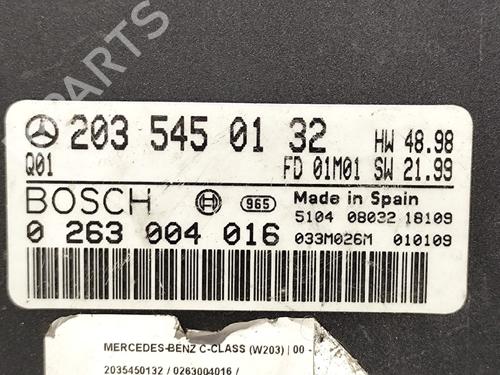 203 545 01 32 HW 48.98
Q01 FD 01M01 SW 21.99
BOSCH 965 Made in Spain
5104 08032 18109
0 263 004 016 033M026M 010109
MERCEDES-BENZ C-CLASS (W203) | 00 -
2035450132 / 0263004016 /